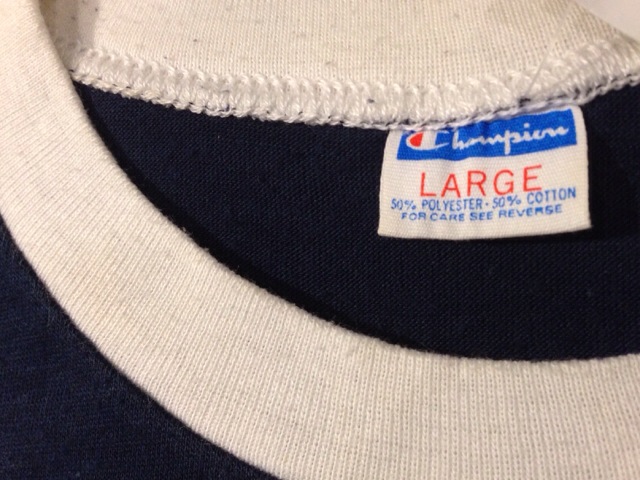 Champion
LARGE
50% POLYESTER · 50% COTTON
FOR CARE SEE REVERSE